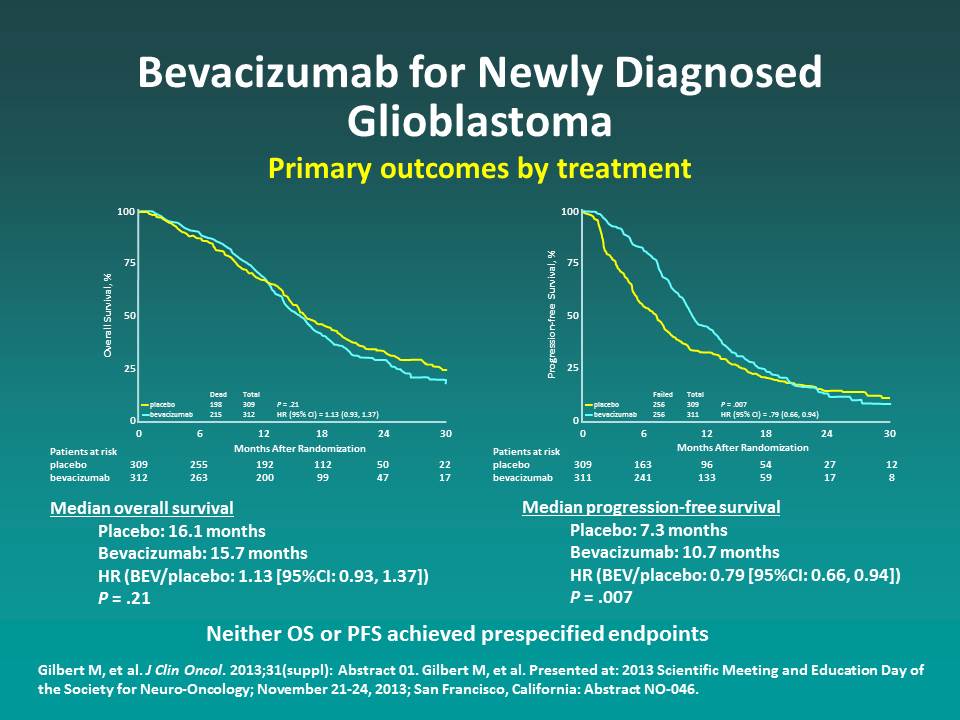 Bevacizumab for Newly Diagnosed
Glioblastoma
Primary outcomes by treatment
100
75
50
25
0
Overall Survival, %
Dead Total
placebo 198 309 P = .21
bevacizumab 215 312 HR (95% CI) = 1.13 (0.93, 1.37)
0 6 12 18 24 30
Months After Randomization
Patients at risk
placebo 309 255 192 112 50 22
bevacizumab 312 263 200 99 47 17
100
75
50
25
0
Progression-free Survival, %
Failed Total
placebo 256 309 P = .007
bevacizumab 256 311 HR (95% CI) = .79 (0.66, 0.94)
0 6 12 18 24 30
Months After Randomization
Patients at risk
placebo 309 163 96 54 27 12
bevacizumab 311 241 133 59 17 8
Median overall survival
Placebo: 16.1 months
Bevacizumab: 15.7 months
HR (BEV/placebo: 1.13 [95%CI: 0.93, 1.37])
P = .21
Median progression-free survival
Placebo: 7.3 months
Bevacizumab: 10.7 months
HR (BEV/placebo: 0.79 [95%CI: 0.66, 0.94])
P = .007
Neither OS or PFS achieved prespecified endpoints
Gilbert M, et al. J Clin Oncol. 2013;31(suppl): Abstract 01. Gilbert M, et al. Presented at: 2013 Scientific Meeting and Education Day of
the Society for Neuro-Oncology; November 21-24, 2013; San Francisco, California: Abstract NO-046.